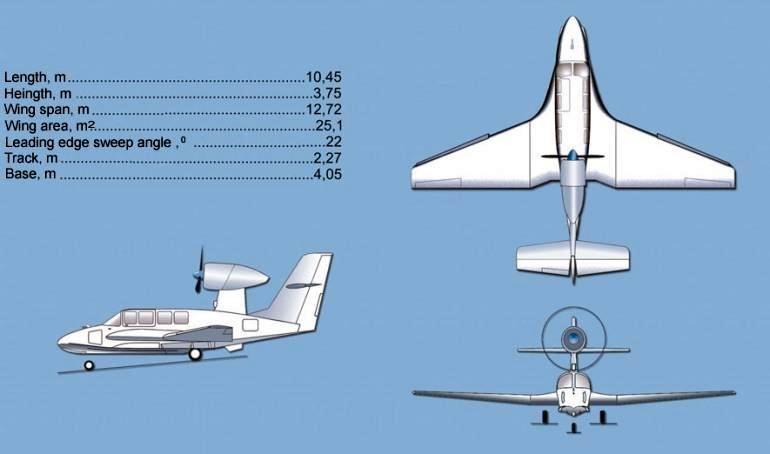 Length, m..........................................................10,45
Heingth, m........................................................3,75
Wing span, m....................................................12,72
Wing area, m2..................................................25,1
Leading edge sweep angle ,0 ............................22
Track, m ...........................................................2,27
Base, m ............................................................4,05